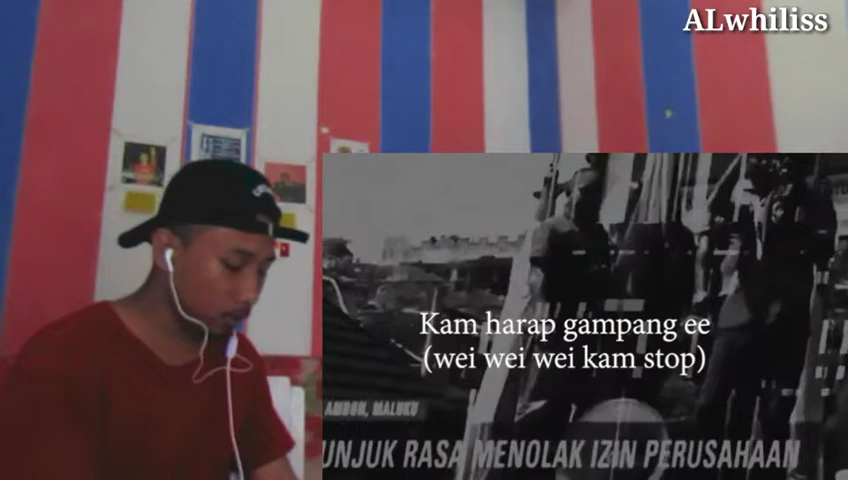 ALwhiliss
Kam harap gampang ee
(wei wei wei kam stop)
AMBON, MALUKU
UNJUK RASA MENOLAK IZIN PERUSAHAAN